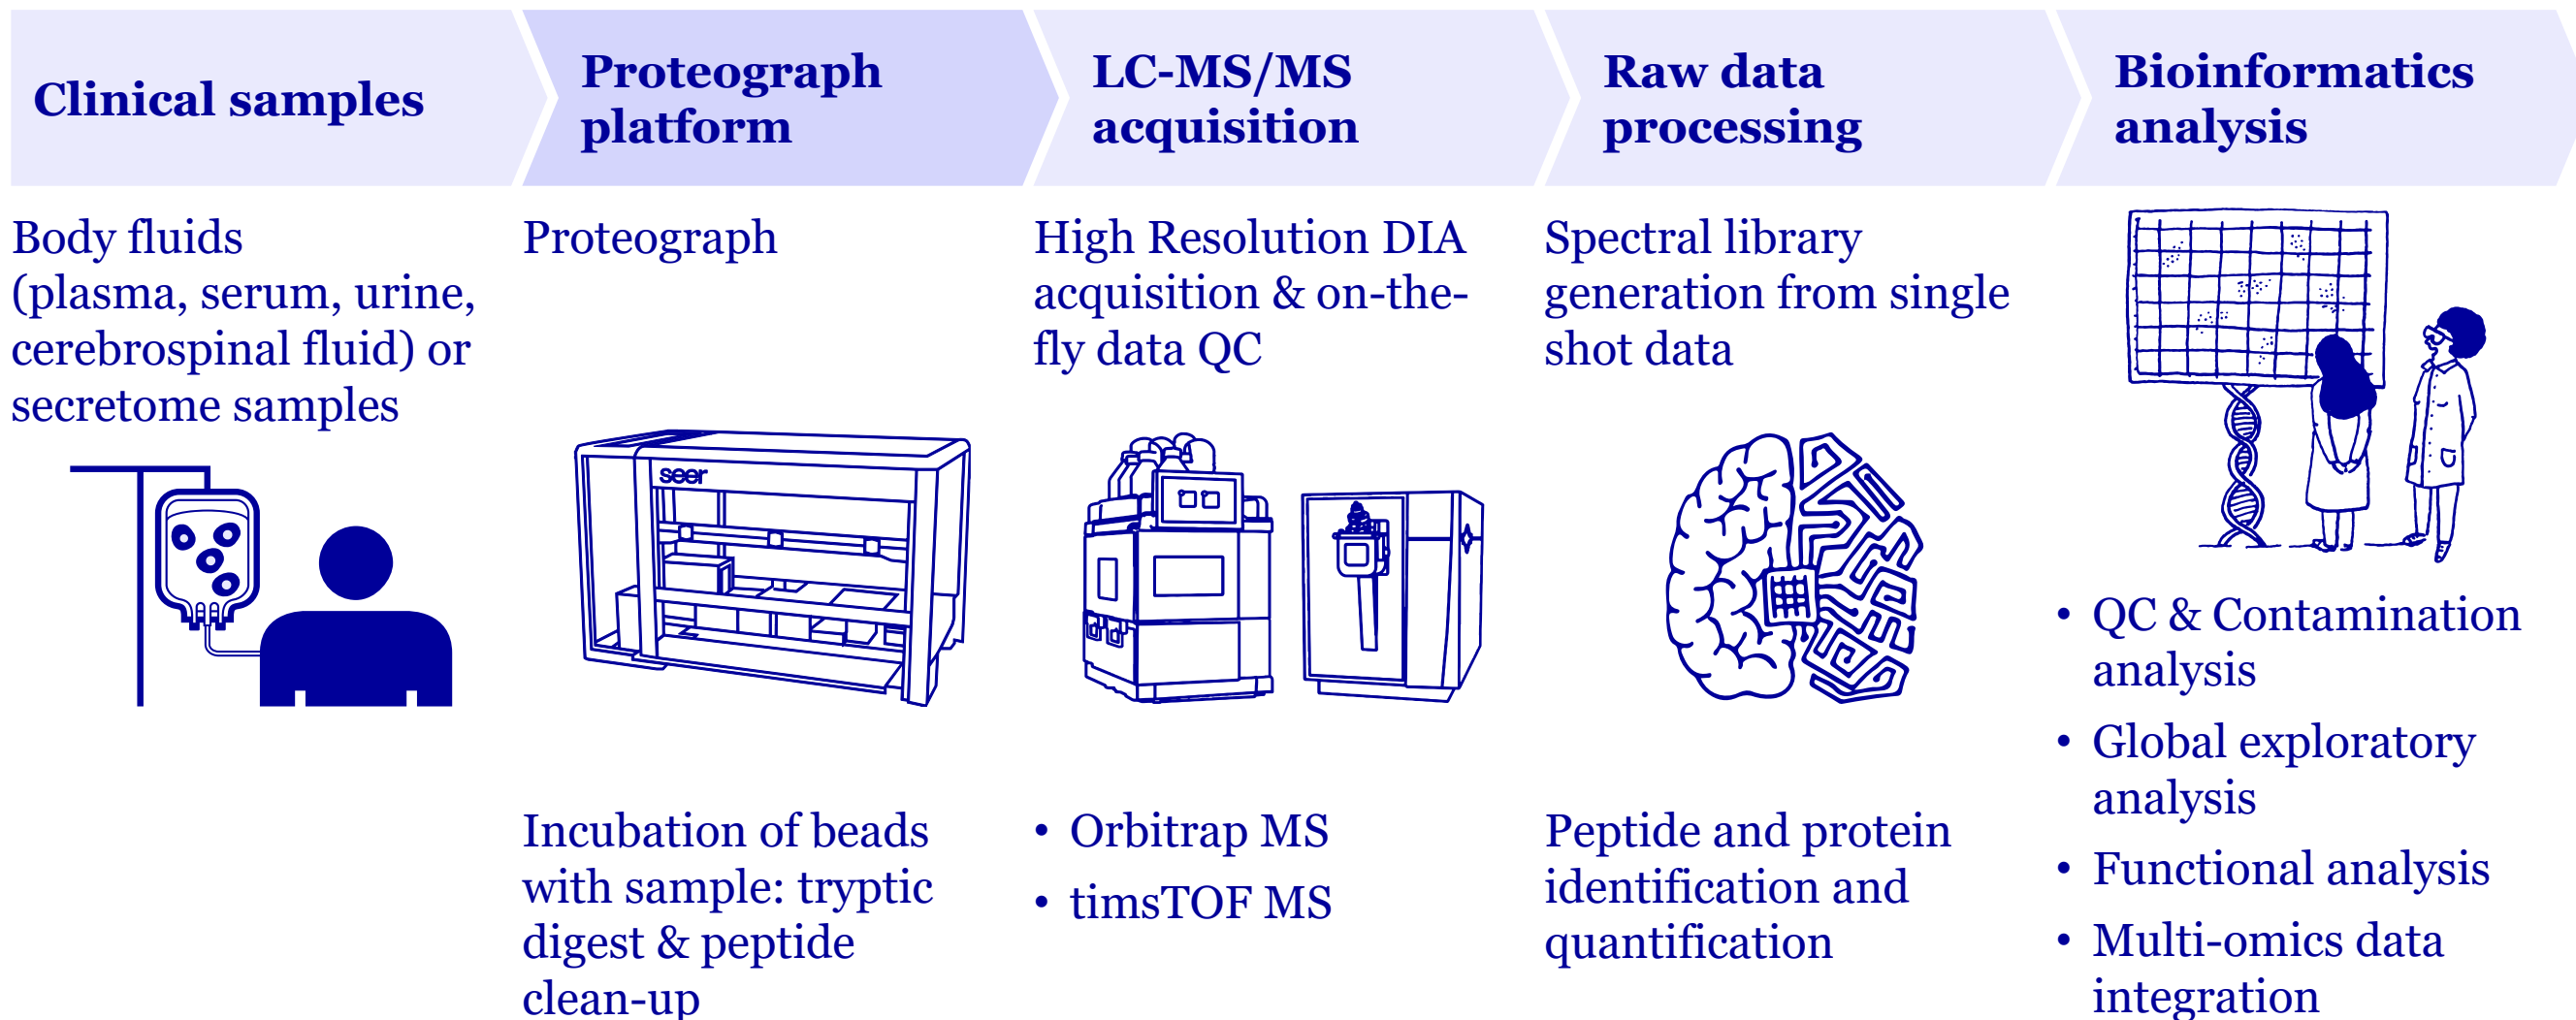 Clinical samples
Proteograph
platform
LC-MS/MS
acquisition
Raw data
processing
Bioinformatics
analysis
Body fluids
(plasma, serum, urine,
cerebrospinal fluid) or
secretome samples
Proteograph
seer
Incubation of beads
with sample: tryptic
digest & peptide
clean-up
High Resolution DIA
acquisition & on-the-
fly data QC
• Orbitrap MS
• timsTOF MS
Spectral library
generation from single
shot data
Peptide and protein
identification and
quantification
• QC & Contamination
analysis
• Global exploratory
analysis
• Functional analysis
• Multi-omics data
integration